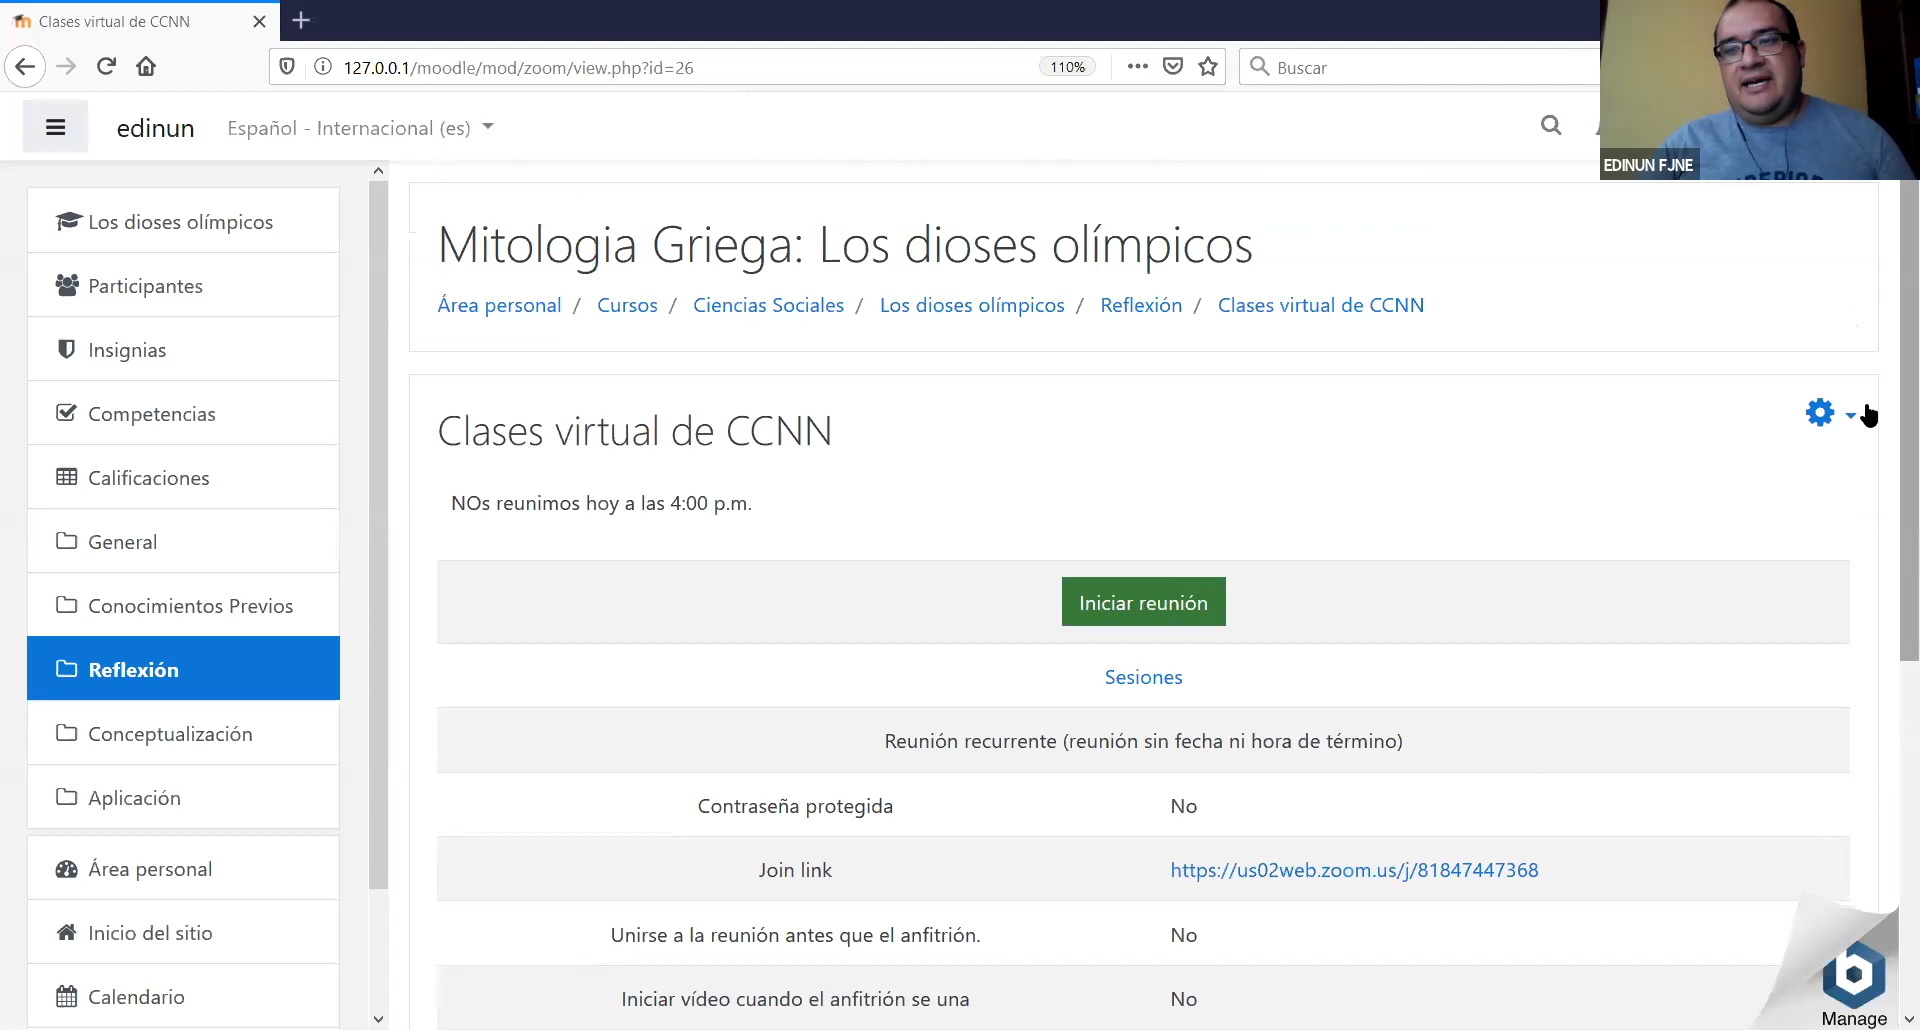 Clases virtual de CCNN
127.0.0.1/moodle/mod/zoom/view.php?id=26
110%
Buscar
edinun
Español - Internacional (es)
EDINUN FJNE
Los dioses olímpicos
Participantes
Insignias
Competencias
Calificaciones
General
Conocimientos Previos
Reflexión
Conceptualización
Aplicación
Área personal
Inicio del sitio
Calendario
Mitologia Griega: Los dioses olímpicos
Área personal / Cursos / Ciencias Sociales / Los dioses olímpicos / Reflexión / Clases virtual de CCNN
Clases virtual de CCNN
NOs reunimos hoy a las 4:00 p.m.
Iniciar reunión
Sesiones
Reunión recurrente (reunión sin fecha ni hora de término)
Contraseña protegida No
Join link https://us02web.zoom.us/j/81847447368
Unirse a la reunión antes que el anfitrión. No
Iniciar vídeo cuando el anfitrión se una No
Manage